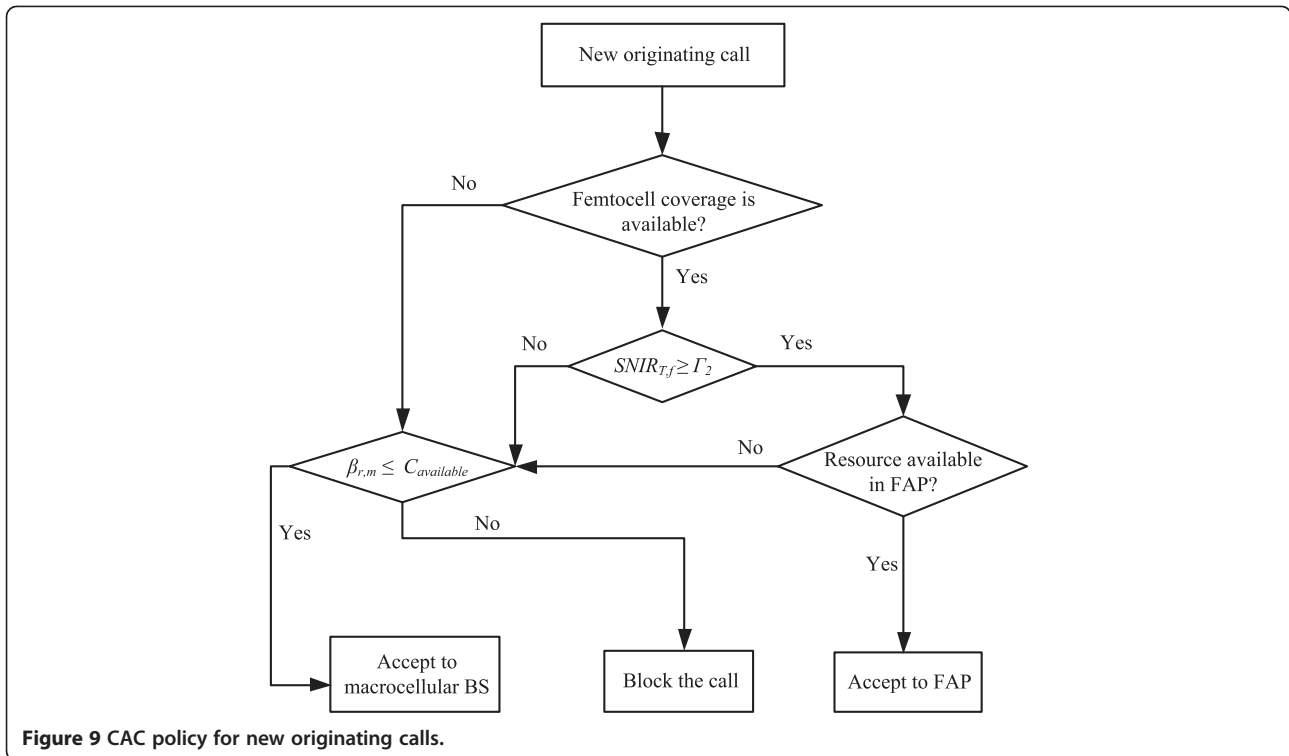 New originating call
No
Femtocell coverage is
available?
Yes
No
SNIR_{T,f} ≥ Γ_2
Yes
β_{r,m} ≤ C_{available}
No
Resource available
in FAP?
Yes
No
Yes
Accept to
macrocellular BS
Block the call
Accept to FAP
Figure 9 CAC policy for new originating calls.